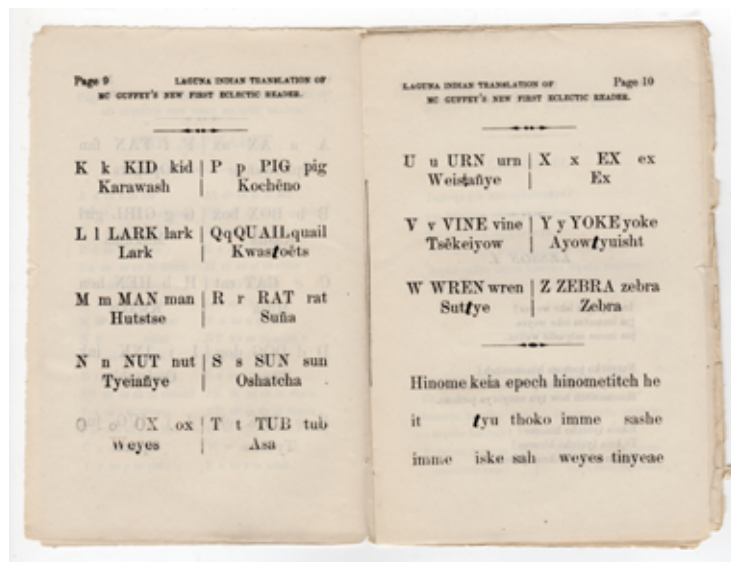 Page 9 LAGUNA INDIAN TRANSLATION OF
MC GUFFEY'S NEW FIRST ECLECTIC READER.
K k KID kid | P p PIG pig
Karawash | Kochēno
L l LARK lark | Qq QUAIL quail
Lark | Kwastoēts
M m MAN man | R r RAT rat
Hutstse | Suña
N n NUT nut | S s SUN sun
Tyeiañye | Oshatcha
O o OX ox | T t TUB tub
Weyes | Asa
LAGUNA INDIAN TRANSLATION OF Page 10
MC GUFFEY'S NEW FIRST ECLECTIC READER.
U u URN urn | X x EX ex
Weistañye | Ex
V v VINE vine | Y y YOKE yoke
Tsēkeiyow | Ayowtyuisht
W WREN wren | Z ZEBRA zebra
Suttye | Zebra
Hinome keia epech hinometitch he
it tyu thoko imme sashe
imme iske sah weyes tinyeae